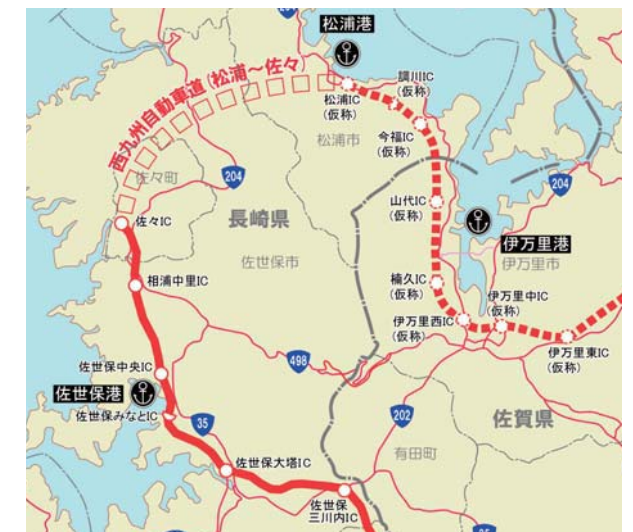 松浦港
西九州自動車道(松浦〜佐々)
松浦IC
(仮称)
調川IC
(仮称)
今福IC
(仮称)
松浦市
佐々町
204
長崎県
山代IC
(仮称)
204
伊万里港
伊万里市
佐々IC
佐世保市
相浦中里IC
楠久IC
(仮称)
伊万里中IC
(仮称)
伊万里西IC
(仮称)
伊万里東IC
(仮称)
498
佐世保中央IC
佐世保港
佐世保みなとIC
35
202
佐賀県
有田町
佐世保大塔IC
佐世保
三川内IC